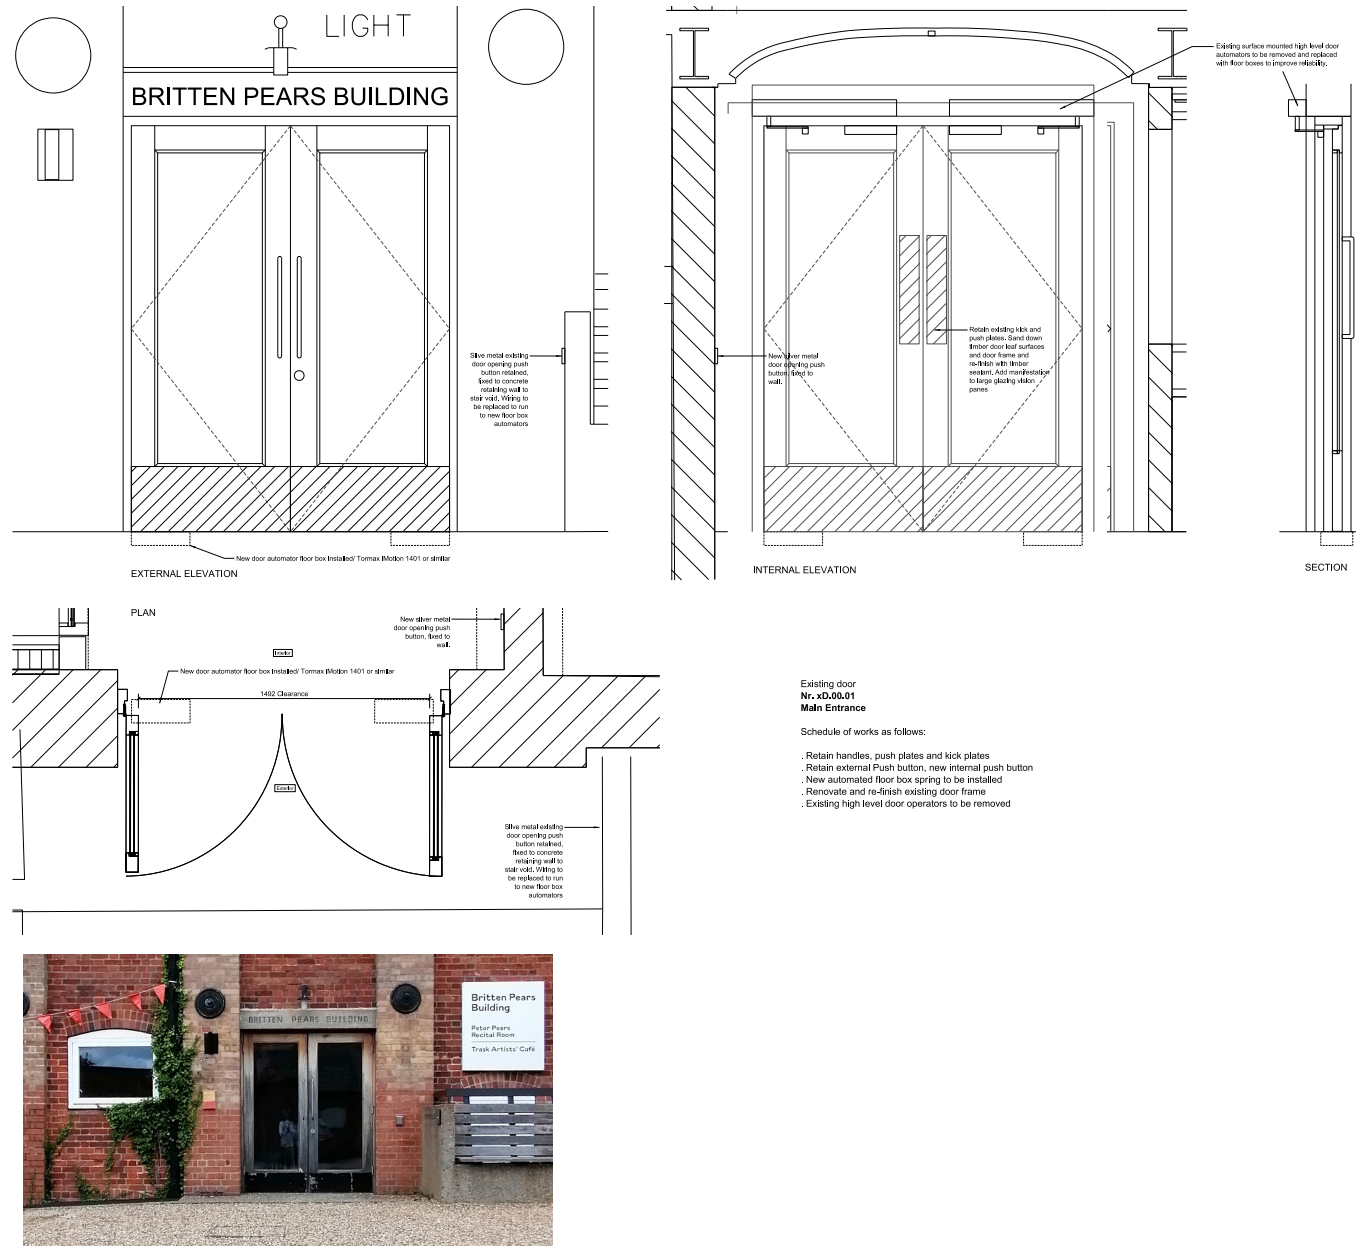 LIGHT
BRITTEN PEARS BUILDING
Existing surface mounted high level door
automators to be removed and replaced
with floor boxes to improve reliability.
Silve metal existing
door opening push
button retained,
fixed to concrete
retaining wall to
stair void. Wiring to
be replaced to run
to new floor box
automators
New silver metal
door opening push
button, fixed to
wall.
Retain existing kick and
push plates. Sand down
timber door leaf surfaces
and door frame and
re-finish with timber
sealant. Add manifestation
to large glazing vision
panes
New door automator floor box installed/ Tormax iMotion 1401 or similar
EXTERNAL ELEVATION
INTERNAL ELEVATION
SECTION
PLAN
New silver metal
door opening push
button, fixed to
wall.
Interior
New door automator floor box installed/ Tormax iMotion 1401 or similar
1492 Clearance
Exterior
Silve metal existing
door opening push
button retained,
fixed to concrete
retaining wall to
stair void. Wiring to
be replaced to run
to new floor box
automators
Existing door
Nr. xD.00.01
Main Entrance
Schedule of works as follows:
. Retain handles, push plates and kick plates
. Retain external Push button, new internal push button
. New automated floor box spring to be installed
. Renovate and re-finish existing door frame
. Existing high level door operators to be removed
BRITTEN PEARS BUILDING
Britten Pears
Building
Peter Pears
Recital Room
Trask Artists' Café